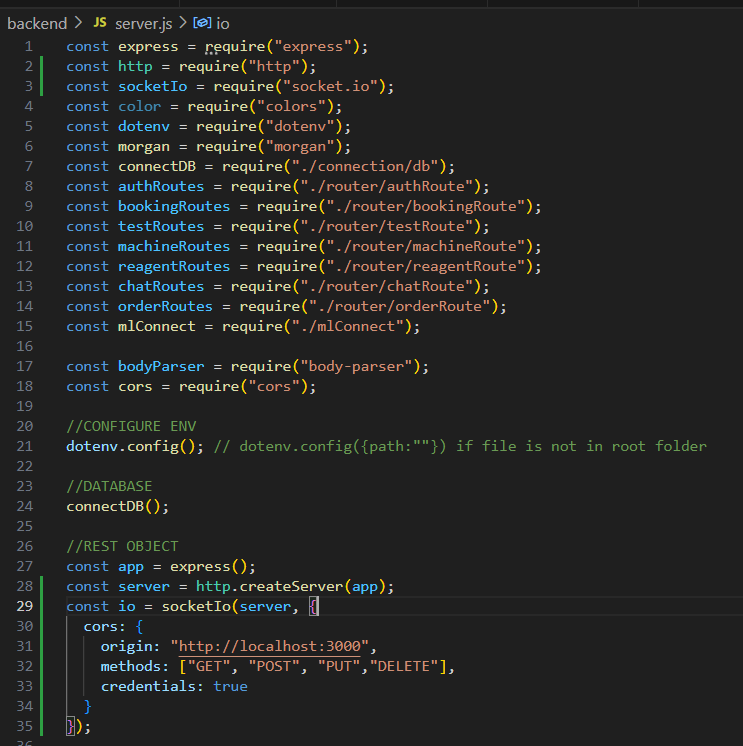 backend > JS server.js > io
1 const express = require("express");
2 const http = require("http");
3 const socketIo = require("socket.io");
4 const color = require("colors");
5 const dotenv = require("dotenv");
6 const morgan = require("morgan");
7 const connectDB = require("./connection/db");
8 const authRoutes = require("./router/authRoute");
9 const bookingRoutes = require("./router/bookingRoute");
10 const testRoutes = require("./router/testRoute");
11 const machineRoutes = require("./router/machineRoute");
12 const reagentRoutes = require("./router/reagentRoute");
13 const chatRoutes = require("./router/chatRoute");
14 const orderRoutes = require("./router/orderRoute");
15 const mlConnect = require("./mlConnect");
16
17 const bodyParser = require("body-parser");
18 const cors = require("cors");
19
20 //CONFIGURE ENV
21 dotenv.config(); // dotenv.config({path:""}) if file is not in root folder
22
23 //DATABASE
24 connectDB();
25
26 //REST OBJECT
27 const app = express();
28 const server = http.createServer(app);
29 const io = socketIo(server, {
30   cors: {
31     origin: "http://localhost:3000",
32     methods: ["GET", "POST", "PUT","DELETE"],
33     credentials: true
34   }
35 });
36